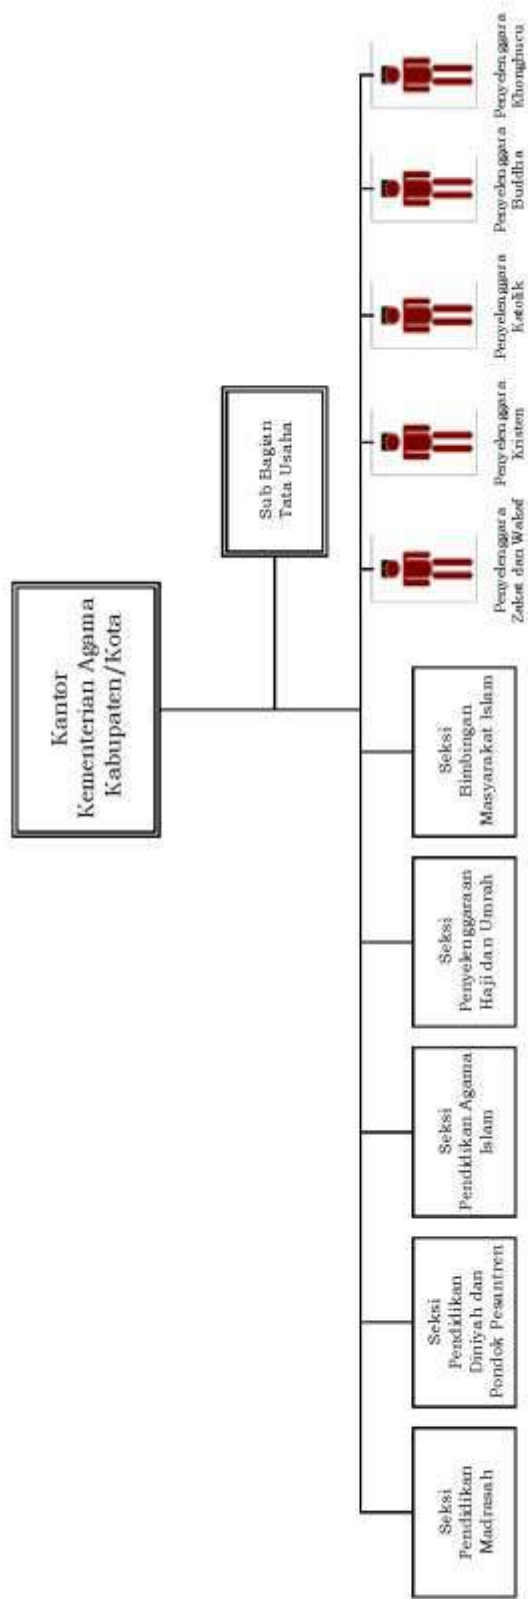 Kantor
Kementerian Agama
Kabupaten/Kota
Sub Bagian
Tata Usaha
Seksi
Pendidikan
Madrasah
Seksi
Pendidikan
Diniyah dan
Pondok Pesantren
Seksi
Pendidikan Agama
Islam
Seksi
Penyelenggaraan
Haji dan Umrah
Seksi
Bimbingan
Masyarakat Islam
Penyelenggara
Zakat dan Wakaf
Penyelenggara
Kristen
Penyelenggara
Katolik
Penyelenggara
Buddha
Penyelenggara
Khonghucu